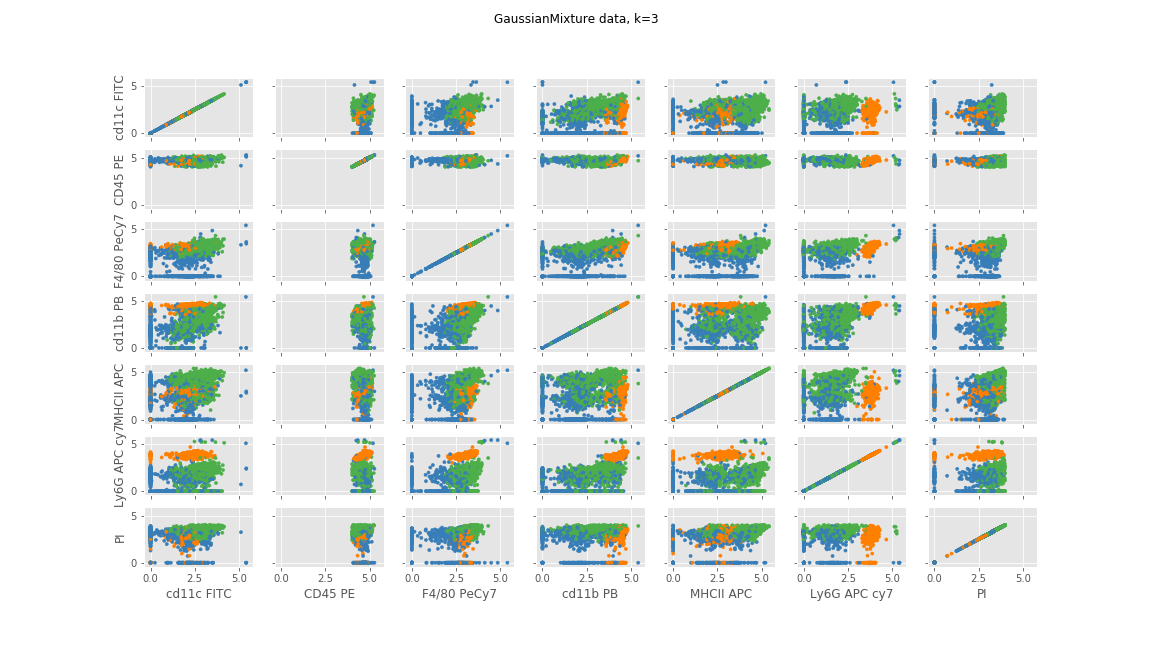 GaussianMixture data, k=3
cd11c FITC
5
0
CD45 PE
5
0
F4/80 PeCy7
5
0
cd11b PB
5
0
MHCII APC
5
0
Ly6G APC cy7
5
0
PI
5
0
0.0 2.5 5.0 0.0 2.5 5.0 0.0 2.5 5.0 0.0 2.5 5.0 0.0 2.5 5.0 0.0 2.5 5.0 0.0 2.5 5.0
cd11c FITC CD45 PE F4/80 PeCy7 cd11b PB MHCII APC Ly6G APC cy7 PI